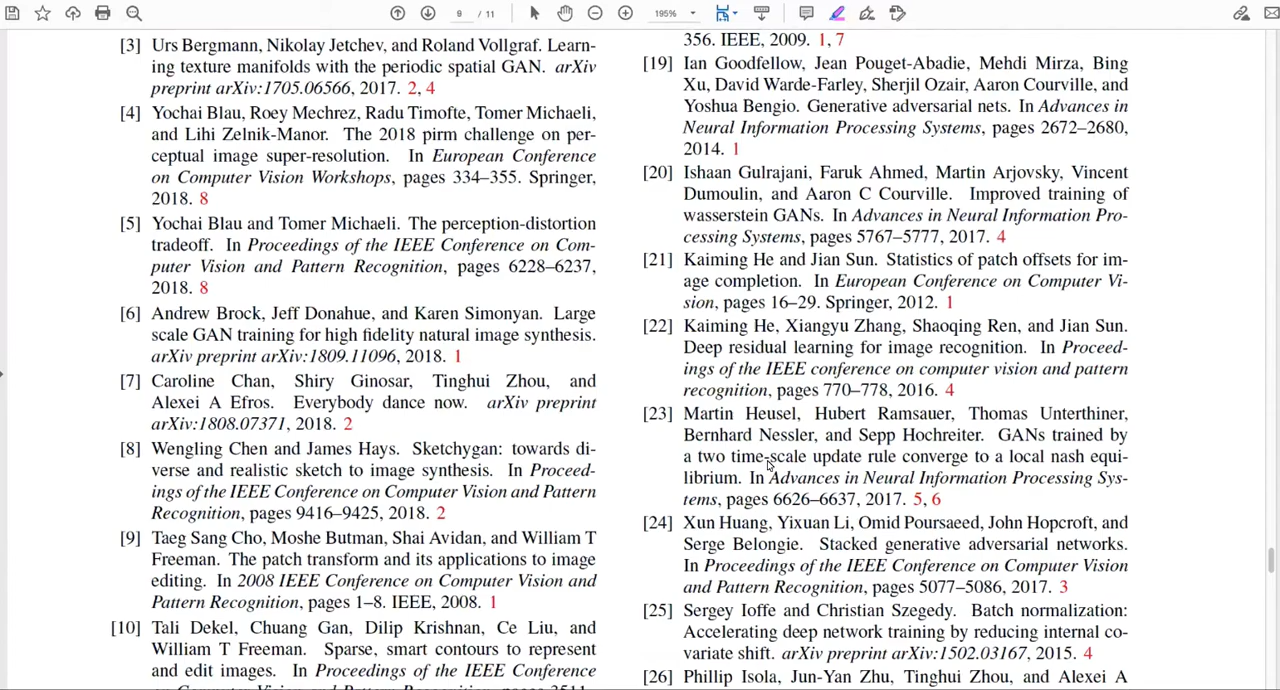 9 / 11
195%
[3] Urs Bergmann, Nikolay Jetchev, and Roland Vollgraf. Learn-
ing texture manifolds with the periodic spatial GAN. arXiv
preprint arXiv:1705.06566, 2017. 2, 4
[4] Yochai Blau, Roey Mechrez, Radu Timofte, Tomer Michaeli,
and Lihi Zelnik-Manor. The 2018 pirm challenge on per-
ceptual image super-resolution. In European Conference
on Computer Vision Workshops, pages 334–355. Springer,
2018. 8
[5] Yochai Blau and Tomer Michaeli. The perception-distortion
tradeoff. In Proceedings of the IEEE Conference on Com-
puter Vision and Pattern Recognition, pages 6228–6237,
2018. 8
[6] Andrew Brock, Jeff Donahue, and Karen Simonyan. Large
scale GAN training for high fidelity natural image synthesis.
arXiv preprint arXiv:1809.11096, 2018. 1
[7] Caroline Chan, Shiry Ginosar, Tinghui Zhou, and
Alexei A Efros. Everybody dance now. arXiv preprint
arXiv:1808.07371, 2018. 2
[8] Wengling Chen and James Hays. Sketchygan: towards di-
verse and realistic sketch to image synthesis. In Proceed-
ings of the IEEE Conference on Computer Vision and Pattern
Recognition, pages 9416–9425, 2018. 2
[9] Taeg Sang Cho, Moshe Butman, Shai Avidan, and William T
Freeman. The patch transform and its applications to image
editing. In 2008 IEEE Conference on Computer Vision and
Pattern Recognition, pages 1–8. IEEE, 2008. 1
[10] Tali Dekel, Chuang Gan, Dilip Krishnan, Ce Liu, and
William T Freeman. Sparse, smart contours to represent
and edit images. In Proceedings of the IEEE Conference
356. IEEE, 2009. 1, 7
[19] Ian Goodfellow, Jean Pouget-Abadie, Mehdi Mirza, Bing
Xu, David Warde-Farley, Sherjil Ozair, Aaron Courville, and
Yoshua Bengio. Generative adversarial nets. In Advances in
Neural Information Processing Systems, pages 2672–2680,
2014. 1
[20] Ishaan Gulrajani, Faruk Ahmed, Martin Arjovsky, Vincent
Dumoulin, and Aaron C Courville. Improved training of
wasserstein GANs. In Advances in Neural Information Pro-
cessing Systems, pages 5767–5777, 2017. 4
[21] Kaiming He and Jian Sun. Statistics of patch offsets for im-
age completion. In European Conference on Computer Vi-
sion, pages 16–29. Springer, 2012. 1
[22] Kaiming He, Xiangyu Zhang, Shaoqing Ren, and Jian Sun.
Deep residual learning for image recognition. In Proceed-
ings of the IEEE conference on computer vision and pattern
recognition, pages 770–778, 2016. 4
[23] Martin Heusel, Hubert Ramsauer, Thomas Unterthiner,
Bernhard Nessler, and Sepp Hochreiter. GANs trained by
a two time-scale update rule converge to a local nash equi-
librium. In Advances in Neural Information Processing Sys-
tems, pages 6626–6637, 2017. 5, 6
[24] Xun Huang, Yixuan Li, Omid Poursaeed, John Hopcroft, and
Serge Belongie. Stacked generative adversarial networks.
In Proceedings of the IEEE Conference on Computer Vision
and Pattern Recognition, pages 5077–5086, 2017. 3
[25] Sergey Ioffe and Christian Szegedy. Batch normalization:
Accelerating deep network training by reducing internal co-
variate shift. arXiv preprint arXiv:1502.03167, 2015. 4
[26] Phillip Isola, Jun-Yan Zhu, Tinghui Zhou, and Alexei A